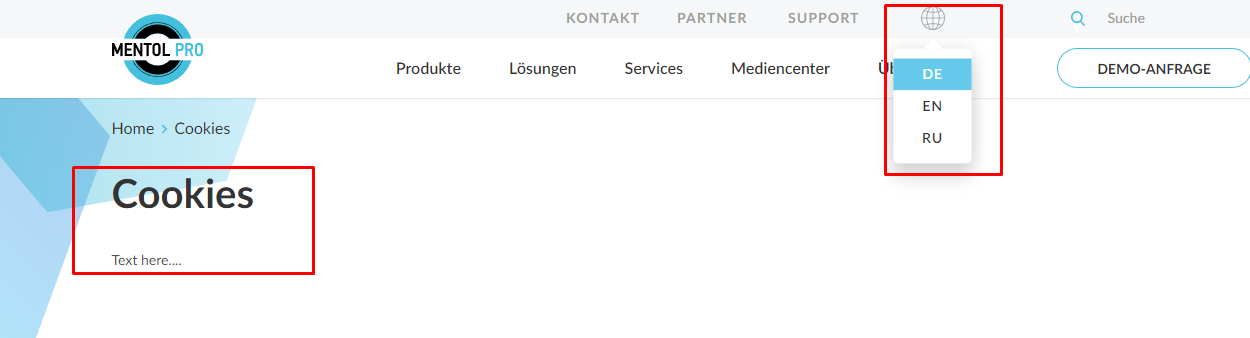 KONTAKT PARTNER SUPPORT Suche
MENTOL PRO
Produkte Lösungen Services Mediencenter DEMO-ANFRAGE
DE
EN
RU
Home > Cookies
Cookies
Text here....